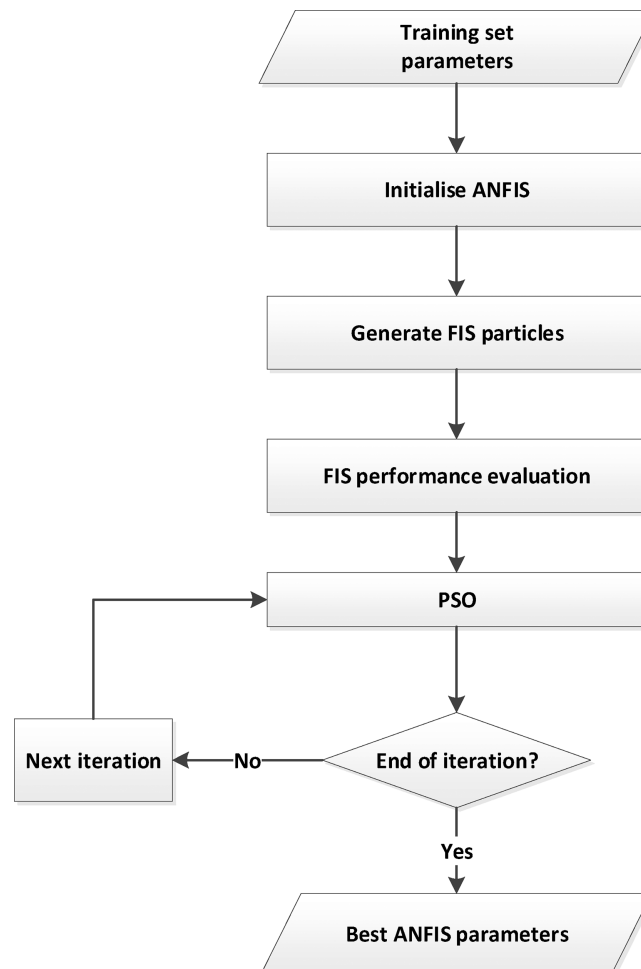 Training set
parameters
Initialise ANFIS
Generate FIS particles
FIS performance evaluation
PSO
Next iteration
No
End of iteration?
Yes
Best ANFIS parameters